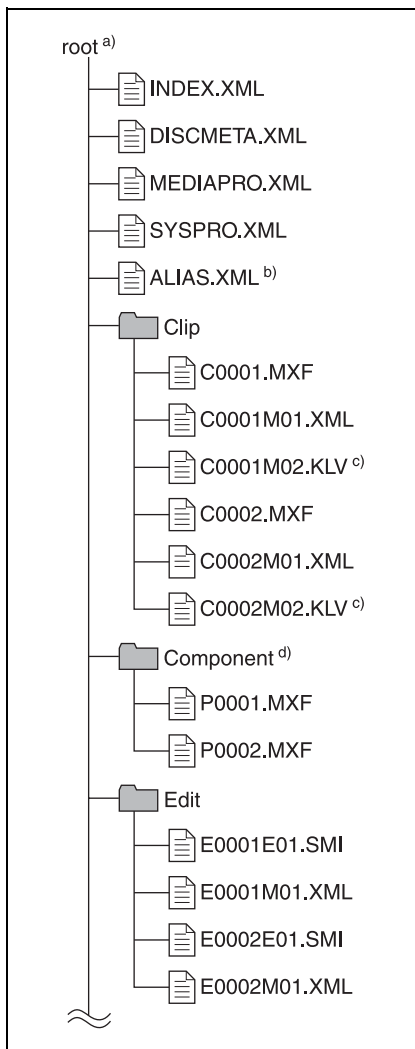 root a)
INDEX.XML
DISCMETA.XML
MEDIAPRO.XML
SYSPRO.XML
ALIAS.XML b)
Clip
C0001.MXF
C0001M01.XML
C0001M02.KLV c)
C0002.MXF
C0002M01.XML
C0002M02.KLV c)
Component d)
P0001.MXF
P0002.MXF
Edit
E0001E01.SMI
E0001M01.XML
E0002E01.SMI
E0002M01.XML